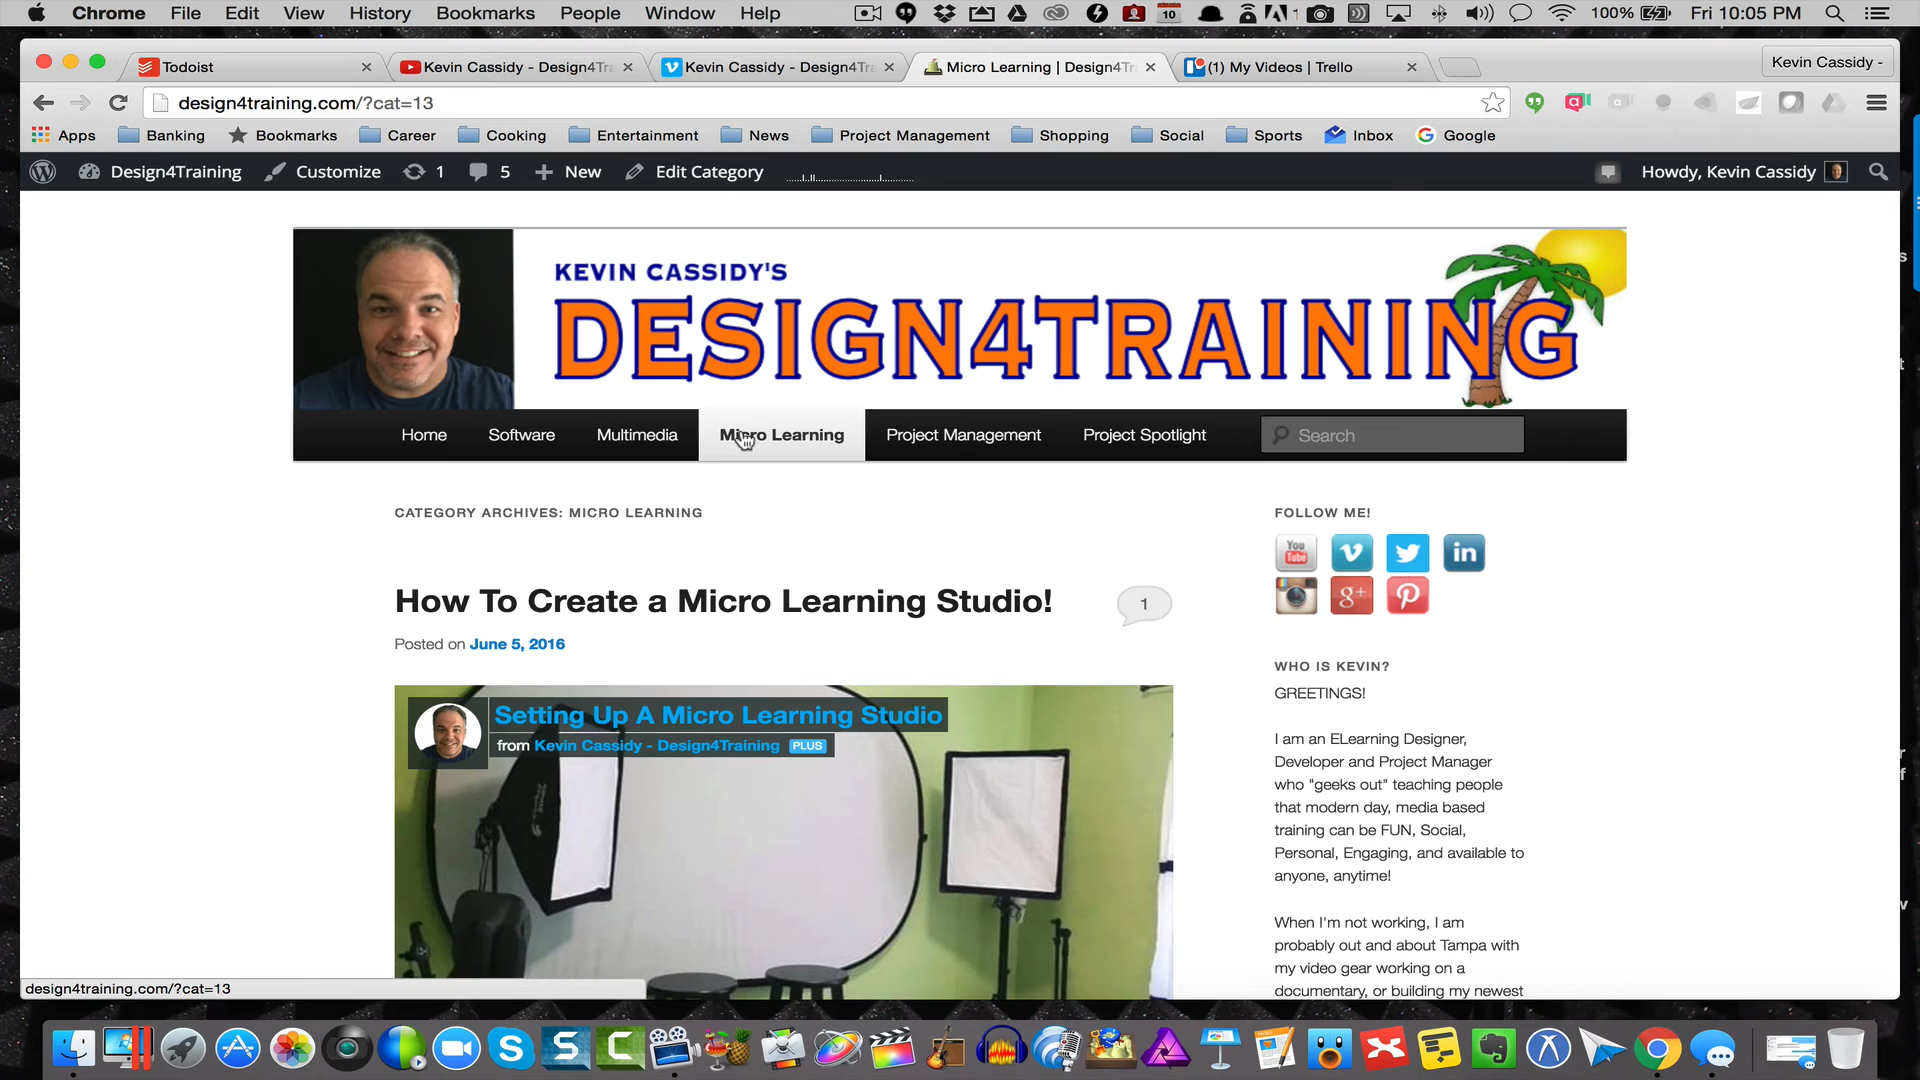 Chrome File Edit View History Bookmarks People Window Help 10 1 100% Fri 10:05 PM
Todoist
Kevin Cassidy - Design4Tr
Kevin Cassidy - Design4Tr
Micro Learning | Design4Tr
(1) My Videos | Trello
Kevin Cassidy -
design4training.com/?cat=13
Apps Banking Bookmarks Career Cooking Entertainment News Project Management Shopping Social Sports Inbox Google
Design4Training Customize 1 5 New Edit Category Howdy, Kevin Cassidy
KEVIN CASSIDY'S
DESIGN4TRAINING
Home Software Multimedia Micro Learning Project Management Project Spotlight Search
CATEGORY ARCHIVES: MICRO LEARNING
How To Create a Micro Learning Studio!
1
Posted on June 5, 2016
Setting Up A Micro Learning Studio
from Kevin Cassidy - Design4Training PLUS
FOLLOW ME!
You Tube
in
g+
WHO IS KEVIN?
GREETINGS!
I am an ELearning Designer,
Developer and Project Manager
who "geeks out" teaching people
that modern day, media based
training can be FUN, Social,
Personal, Engaging, and available to
anyone, anytime!
When I'm not working, I am
probably out and about Tampa with
my video gear working on a
documentary, or building my newest
design4training.com/?cat=13